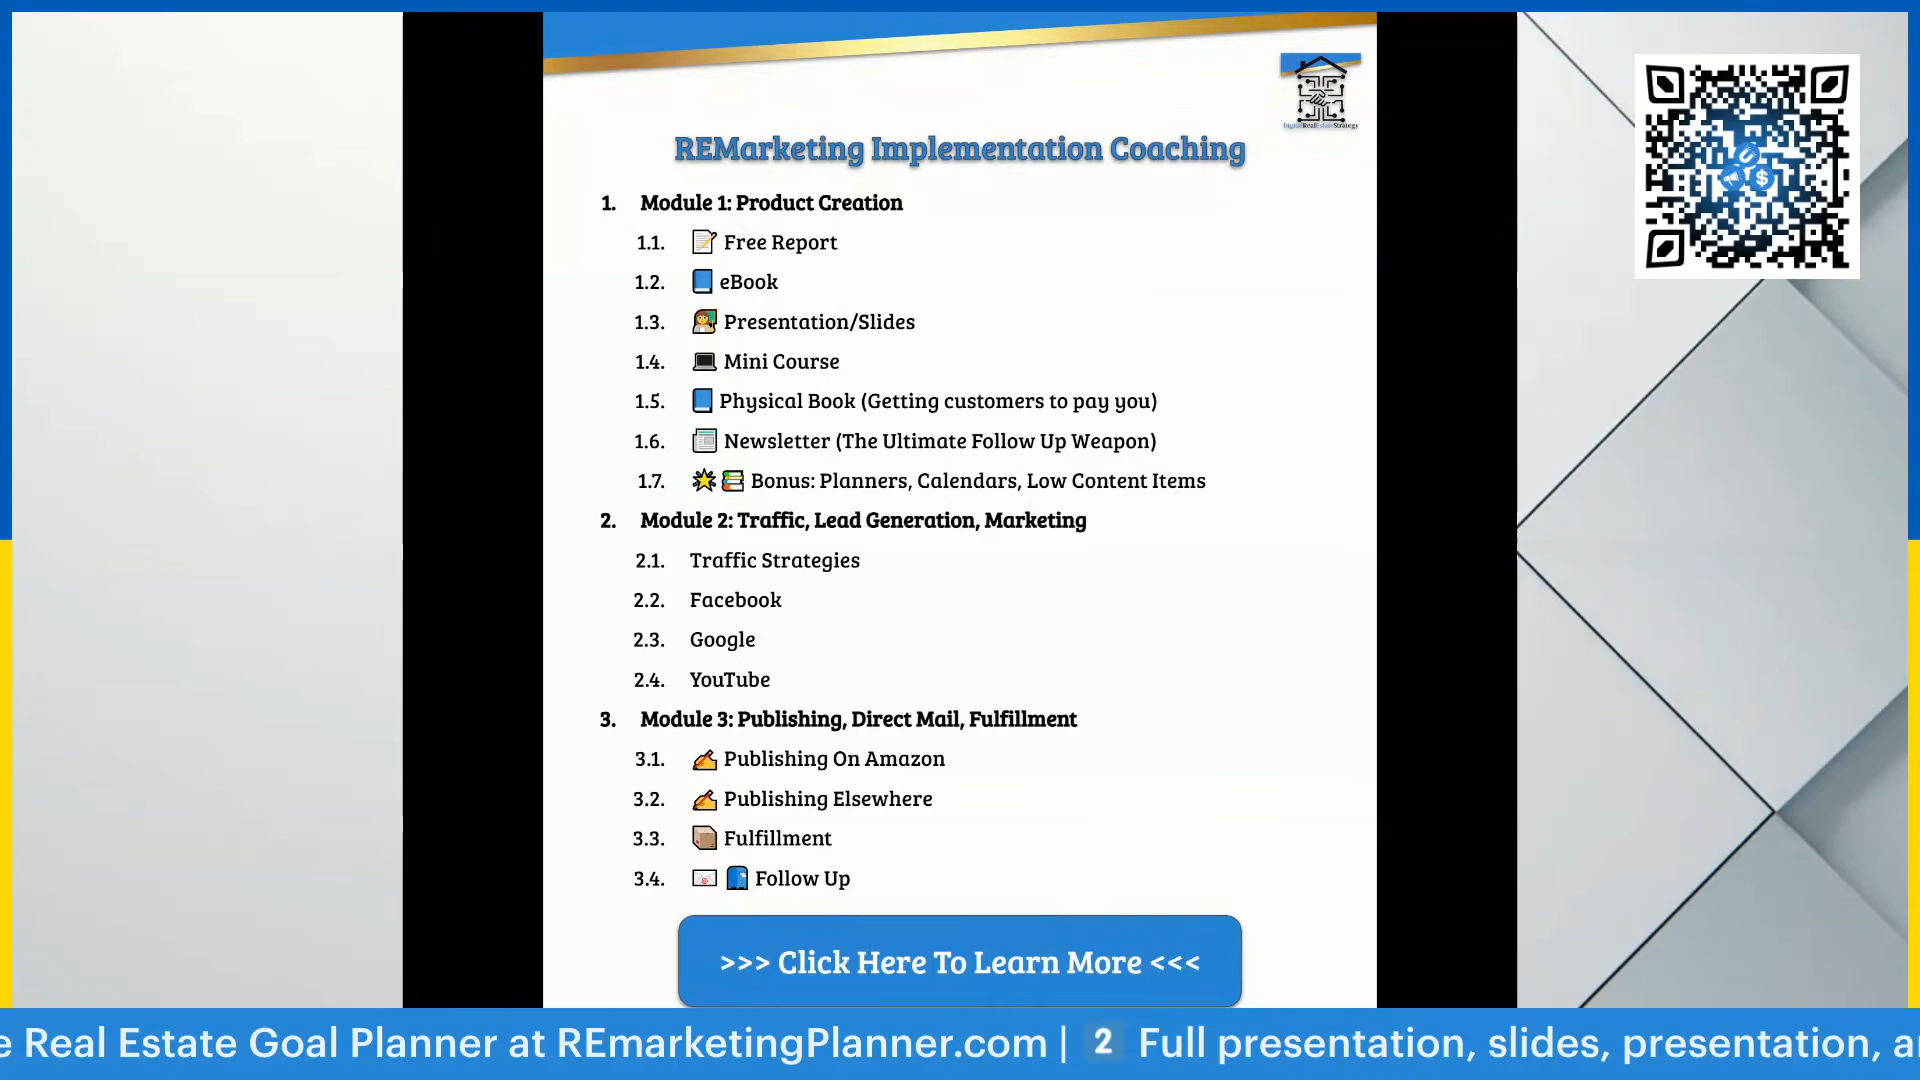 DigitalRealEstateStrategy
REMarketing Implementation Coaching
1. Module 1: Product Creation
1.1. 📝 Free Report
1.2. 📘 eBook
1.3. 👩‍🏫 Presentation/Slides
1.4. 💻 Mini Course
1.5. 📘 Physical Book (Getting customers to pay you)
1.6. 📰 Newsletter (The Ultimate Follow Up Weapon)
1.7. 🌟📚 Bonus: Planners, Calendars, Low Content Items
2. Module 2: Traffic, Lead Generation, Marketing
2.1. Traffic Strategies
2.2. Facebook
2.3. Google
2.4. YouTube
3. Module 3: Publishing, Direct Mail, Fulfillment
3.1. ✍ Publishing On Amazon
3.2. ✍ Publishing Elsewhere
3.3. 📦 Fulfillment
3.4. 📧 📘 Follow Up
>>> Click Here To Learn More <<<
e Real Estate Goal Planner at REmarketingPlanner.com | 2 Full presentation, slides, presentation, a